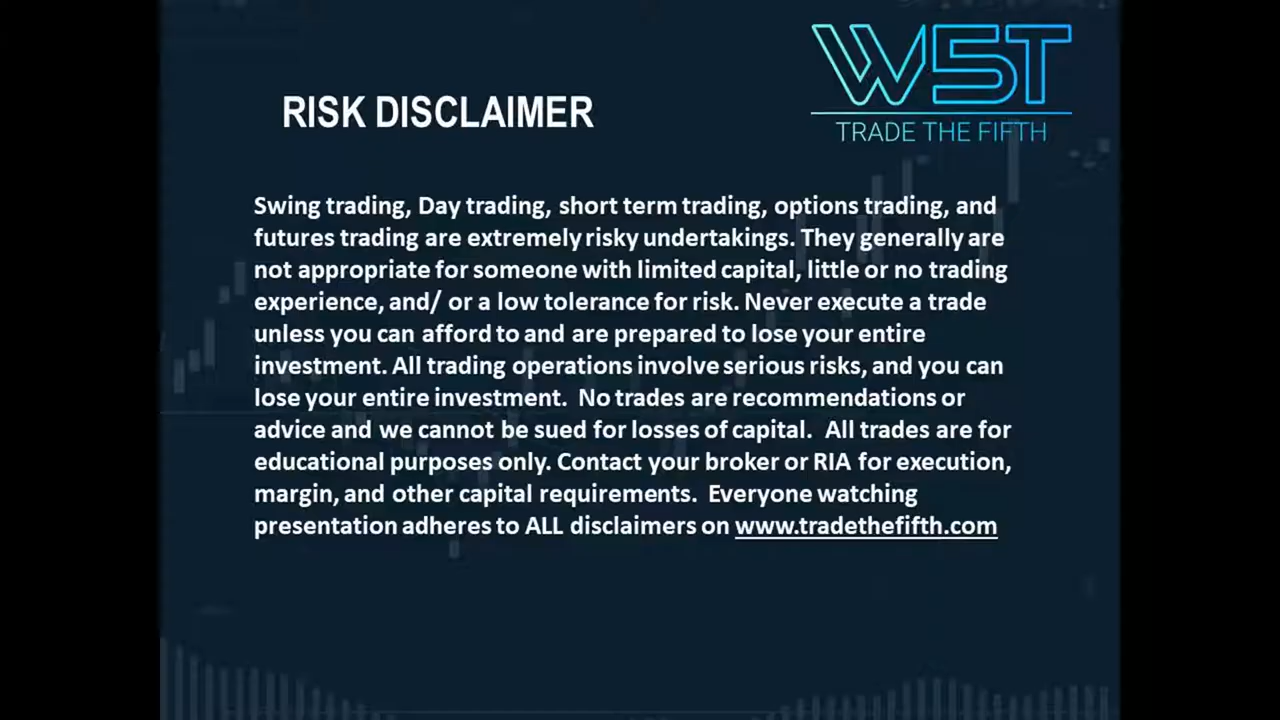 W5T
TRADE THE FIFTH
RISK DISCLAIMER
Swing trading, Day trading, short term trading, options trading, and
futures trading are extremely risky undertakings. They generally are
not appropriate for someone with limited capital, little or no trading
experience, and/ or a low tolerance for risk. Never execute a trade
unless you can afford to and are prepared to lose your entire
investment. All trading operations involve serious risks, and you can
lose your entire investment.  No trades are recommendations or
advice and we cannot be sued for losses of capital.  All trades are for
educational purposes only. Contact your broker or RIA for execution,
margin, and other capital requirements.  Everyone watching
presentation adheres to ALL disclaimers on www.tradethefifth.com